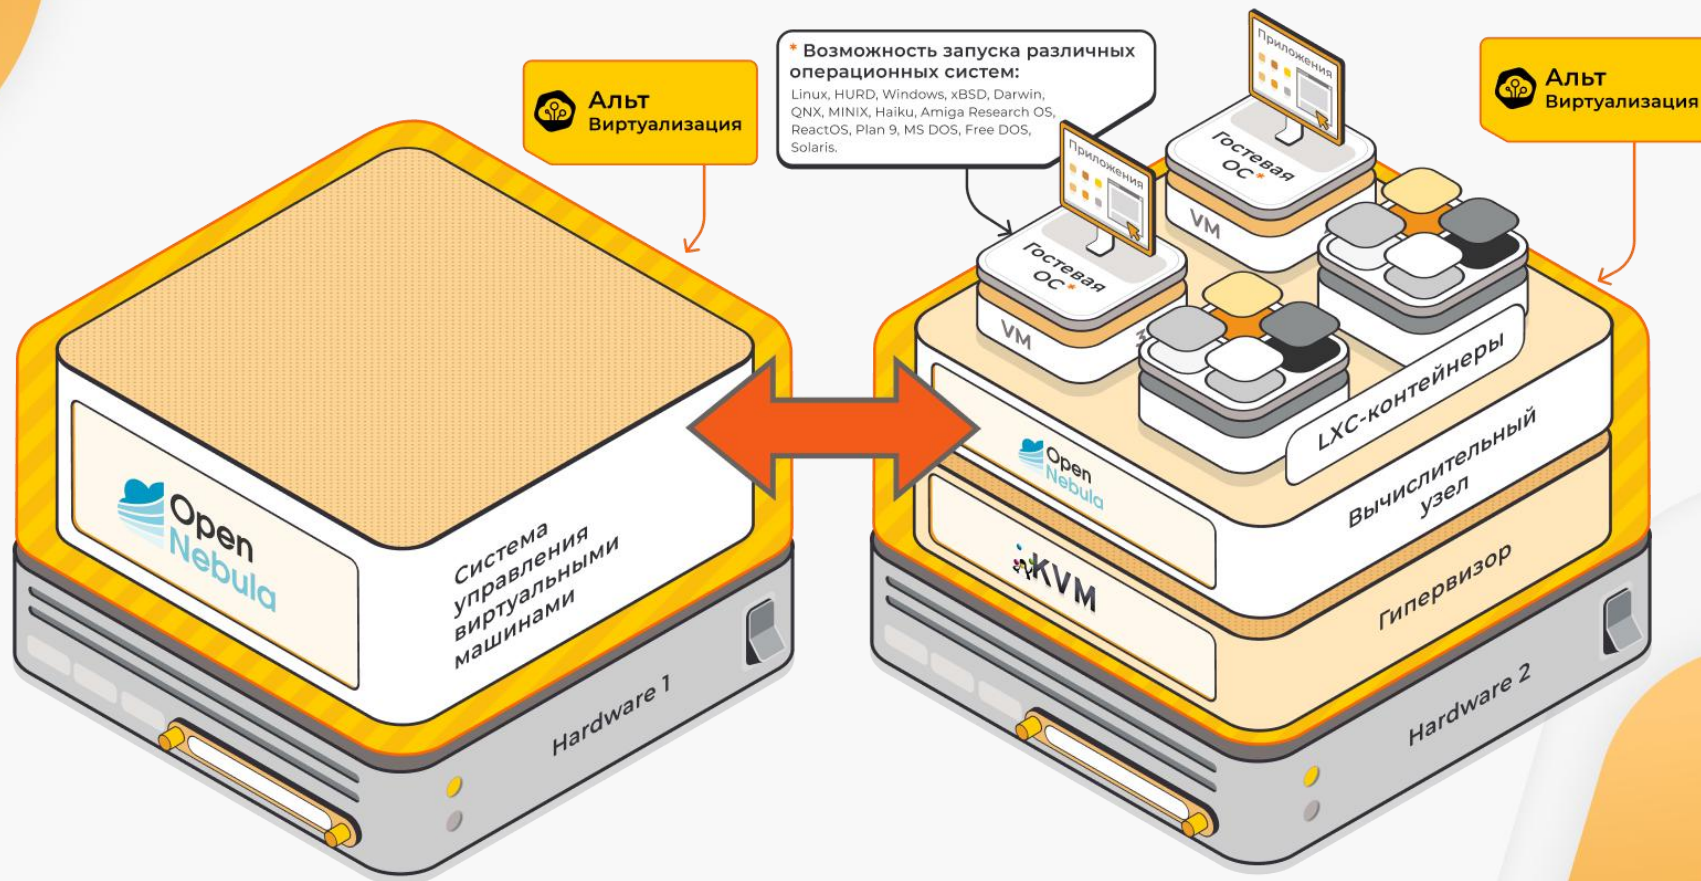 Альт
Виртуализация
* Возможность запуска различных
операционных систем:
Linux, HURD, Windows, xBSD, Darwin,
QNX, MINIX, Haiku, Amiga Research OS,
ReactOS, Plan 9, MS DOS, Free DOS,
Solaris.
Альт
Виртуализация
Приложения
Гостевая
ОС*
VM
Приложения
Гостевая
ОС*
VM
LXC-контейнеры
Open
Nebula
Вычислительный
узел
KVM
Гипервизор
Hardware 2
Open
Nebula
Система
управления
виртуальными
машинами
Hardware 1